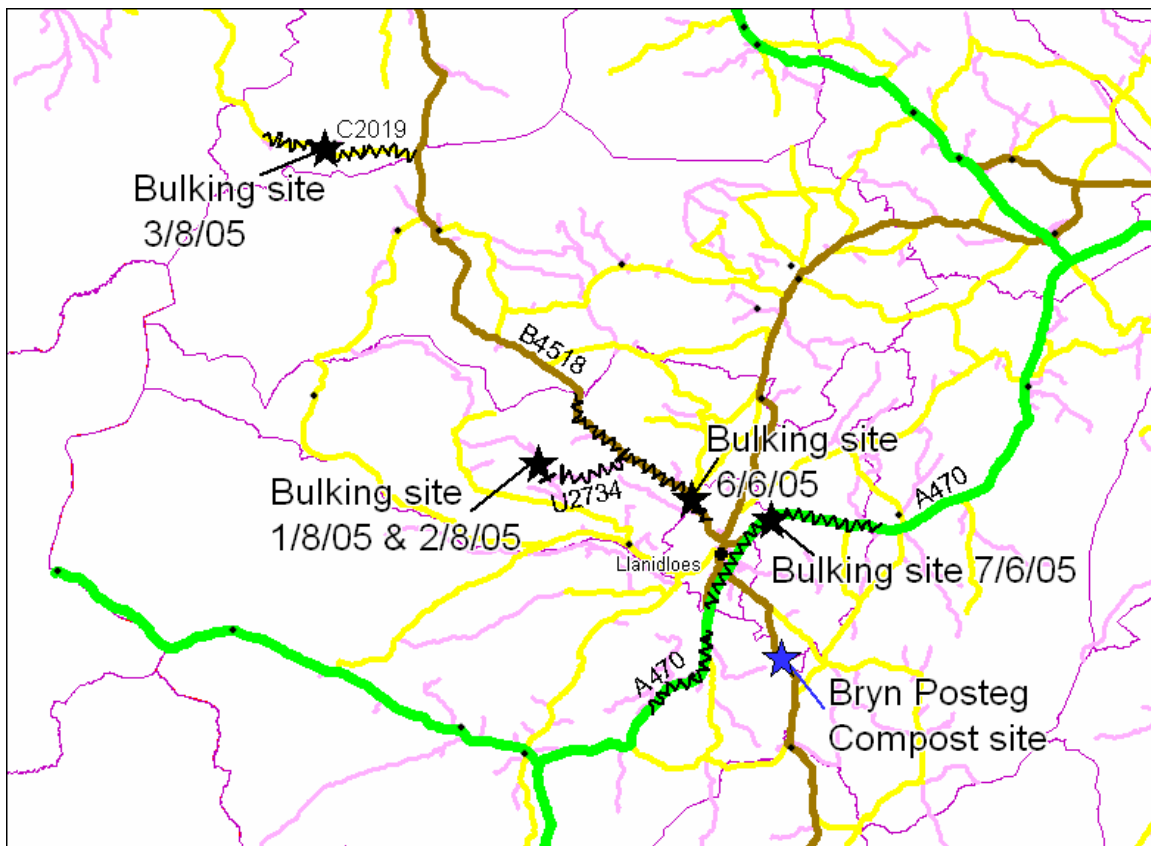 C2019
Bulking site
3/8/05
B4518
Bulking site
6/6/05
A470
Bulking site
1/8/05 & 2/8/05
U2734
Llanidloes
Bulking site 7/6/05
A470
Bryn Posteg
Compost site